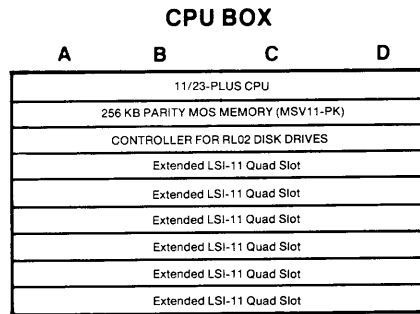 CPU BOX
A B C D
11/23-PLUS CPU
256 KB PARITY MOS MEMORY (MSV11-PK)
CONTROLLER FOR RL02 DISK DRIVES
Extended LSI-11 Quad Slot
Extended LSI-11 Quad Slot
Extended LSI-11 Quad Slot
Extended LSI-11 Quad Slot
Extended LSI-11 Quad Slot
Extended LSI-11 Quad Slot